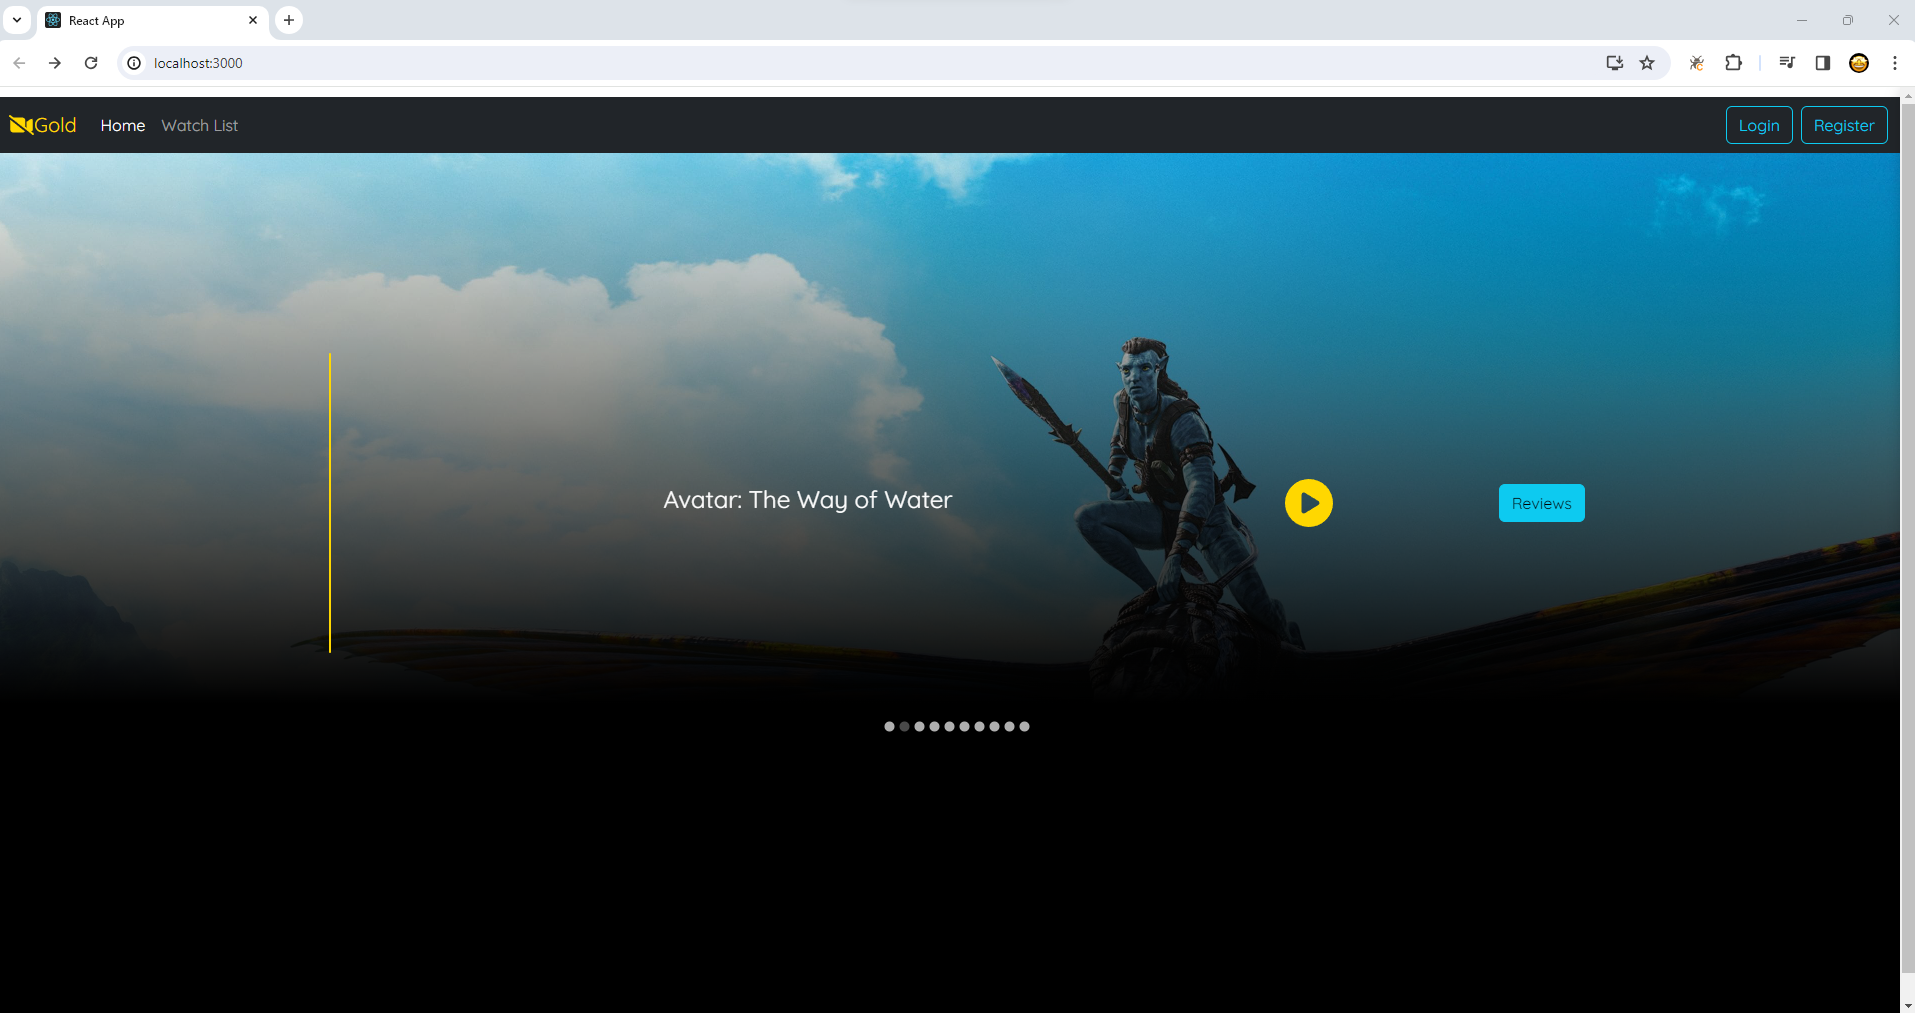 React App
localhost:3000
Gold Home Watch List Login Register
Avatar: The Way of Water Reviews